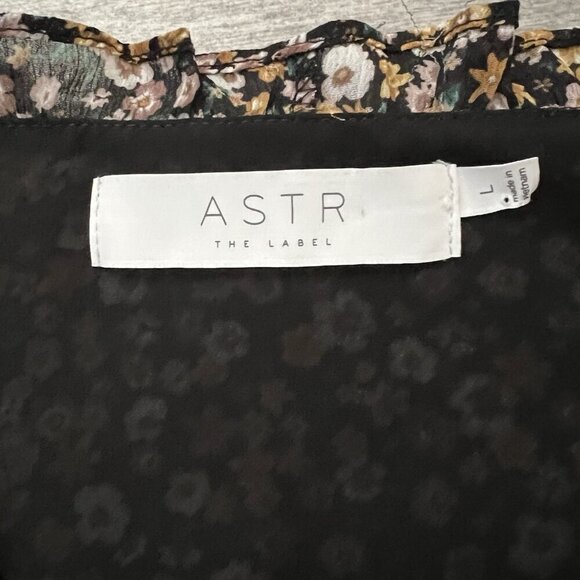 ASTR
THE LABEL
L
made in
Vietnam